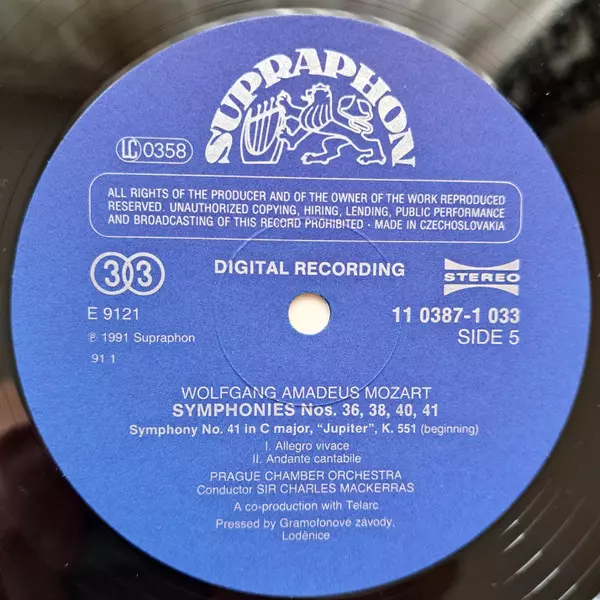 SUPRAPHON
LC 0358
ALL RIGHTS OF THE PRODUCER AND OF THE OWNER OF THE WORK REPRODUCED
RESERVED. UNAUTHORIZED COPYING, HIRING, LENDING, PUBLIC PERFORMANCE
AND BROADCASTING OF THIS RECORD PROHIBITED · MADE IN CZECHOSLOVAKIA
33
DIGITAL RECORDING
STEREO
E 9121
11 0387-1 033
℗ 1991 Supraphon
SIDE 5
91 1
WOLFGANG AMADEUS MOZART
SYMPHONIES Nos. 36, 38, 40, 41
Symphony No. 41 in C major, "Jupiter", K. 551 (beginning)
I. Allegro vivace
II. Andante cantabile
PRAGUE CHAMBER ORCHESTRA
Conductor SIR CHARLES MACKERRAS
A co-production with Telarc
Pressed by Gramofonové závody,
Loděnice